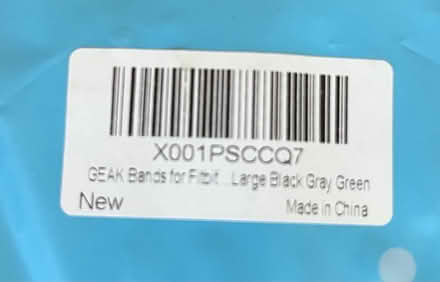 X001PSCCQ7
GEAK Bands for Fitbit ...Large Black Gray Green
New
Made in China